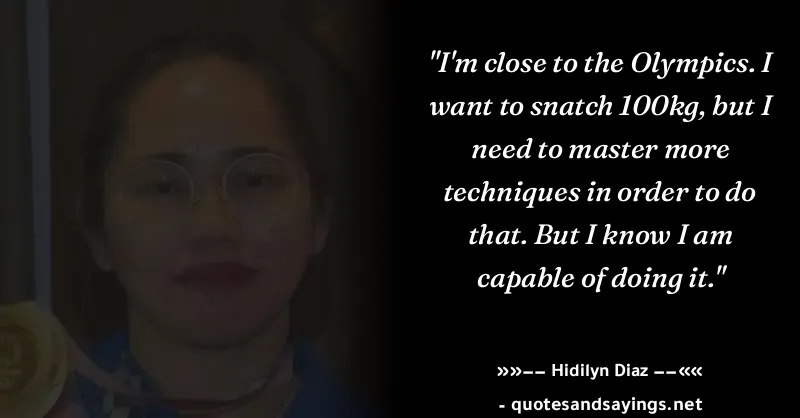 "I'm close to the Olympics. I
want to snatch 100kg, but I
need to master more
techniques in order to do
that. But I know I am
capable of doing it."
»»—— Hidilyn Diaz ——««
- quotesandsayings.net